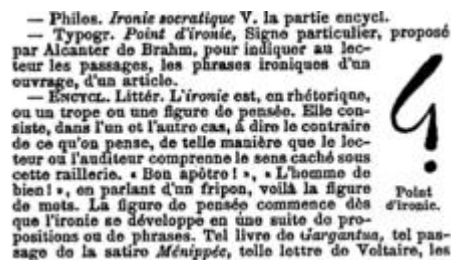 — Philos. Ironie socratique V. la partie encycl.
— Typogr. Point d'ironie, Signe particulier, proposé
par Alcanter de Brahm, pour indiquer au lec-
teur les passages, les phrases ironiques d'un
ouvrage, d'un article.
— ENCYCL. Littér. L'ironie est, en rhétorique,
ou un trope ou une figure de pensée. Elle con-
siste, dans l'un et l'autre cas, à dire le contraire
de ce qu'on pense, de telle manière que le lec-
teur ou l'auditeur comprenne le sens caché sous
cette raillerie. « Bon apôtre ! », « L'homme de
bien ! », en parlant d'un fripon, voilà la figure
de mots. La figure de pensée commence dès
que l'ironie se développe en une suite de pro-
positions ou de phrases. Tel livre de Gargantua, tel pas-
sage de la satire Ménippée, telle lettre de Voltaire, les
Point
d'ironie.